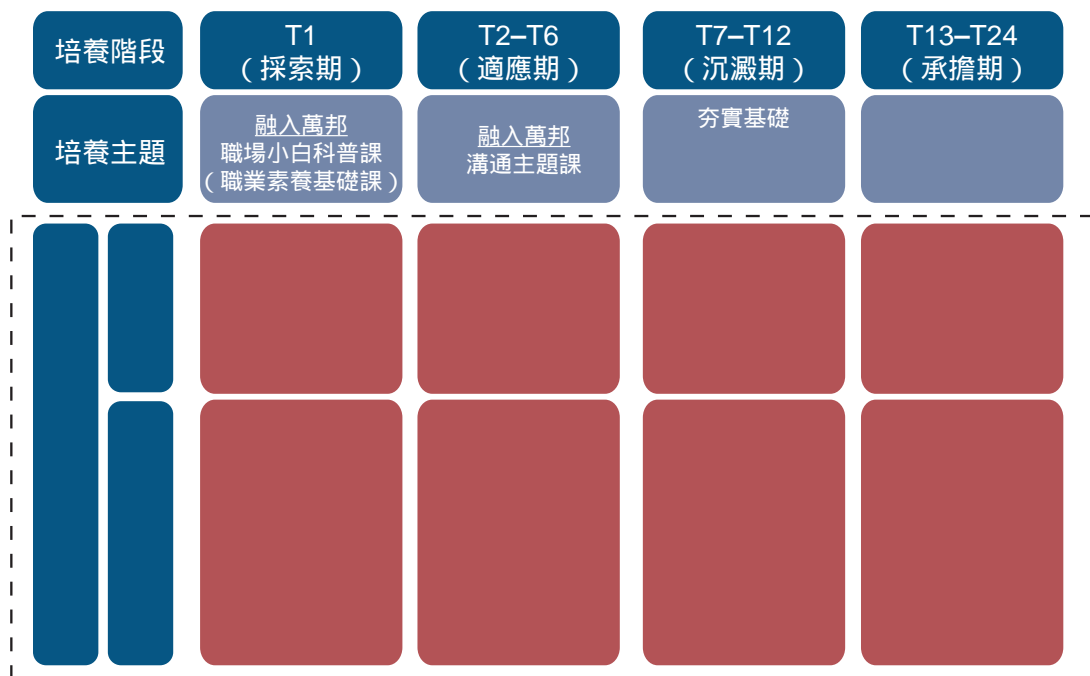 培養階段
T1
（採索期）
T2–T6
（適應期）
T7–T12
（沉澱期）
T13–T24
（承擔期）
培養主題
融入萬邦
職場小白科普課
（職業素養基礎課）
融入萬邦
溝通主題課
夯實基礎